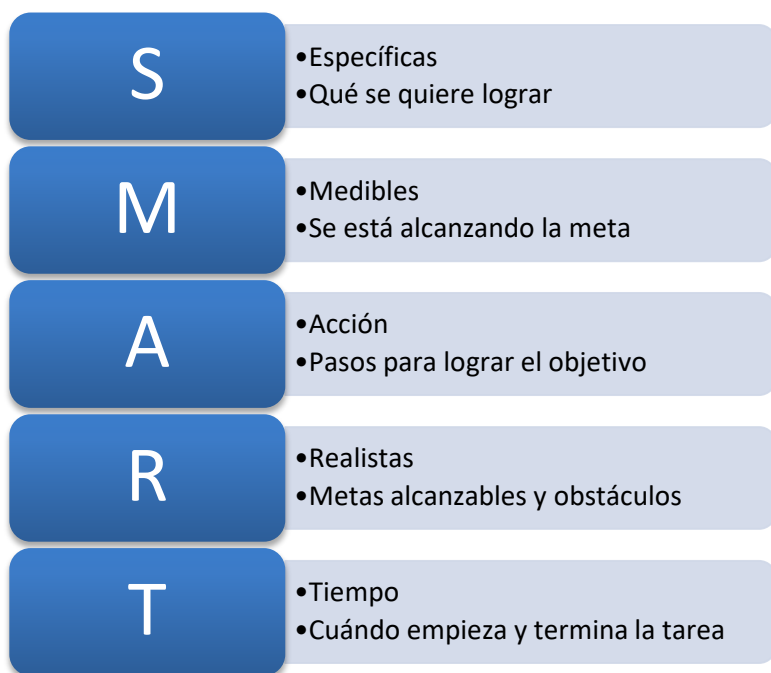 S
•Específicas
•Qué se quiere lograr
M
•Medibles
•Se está alcanzando la meta
A
•Acción
•Pasos para lograr el objetivo
R
•Realistas
•Metas alcanzables y obstáculos
T
•Tiempo
•Cuándo empieza y termina la tarea